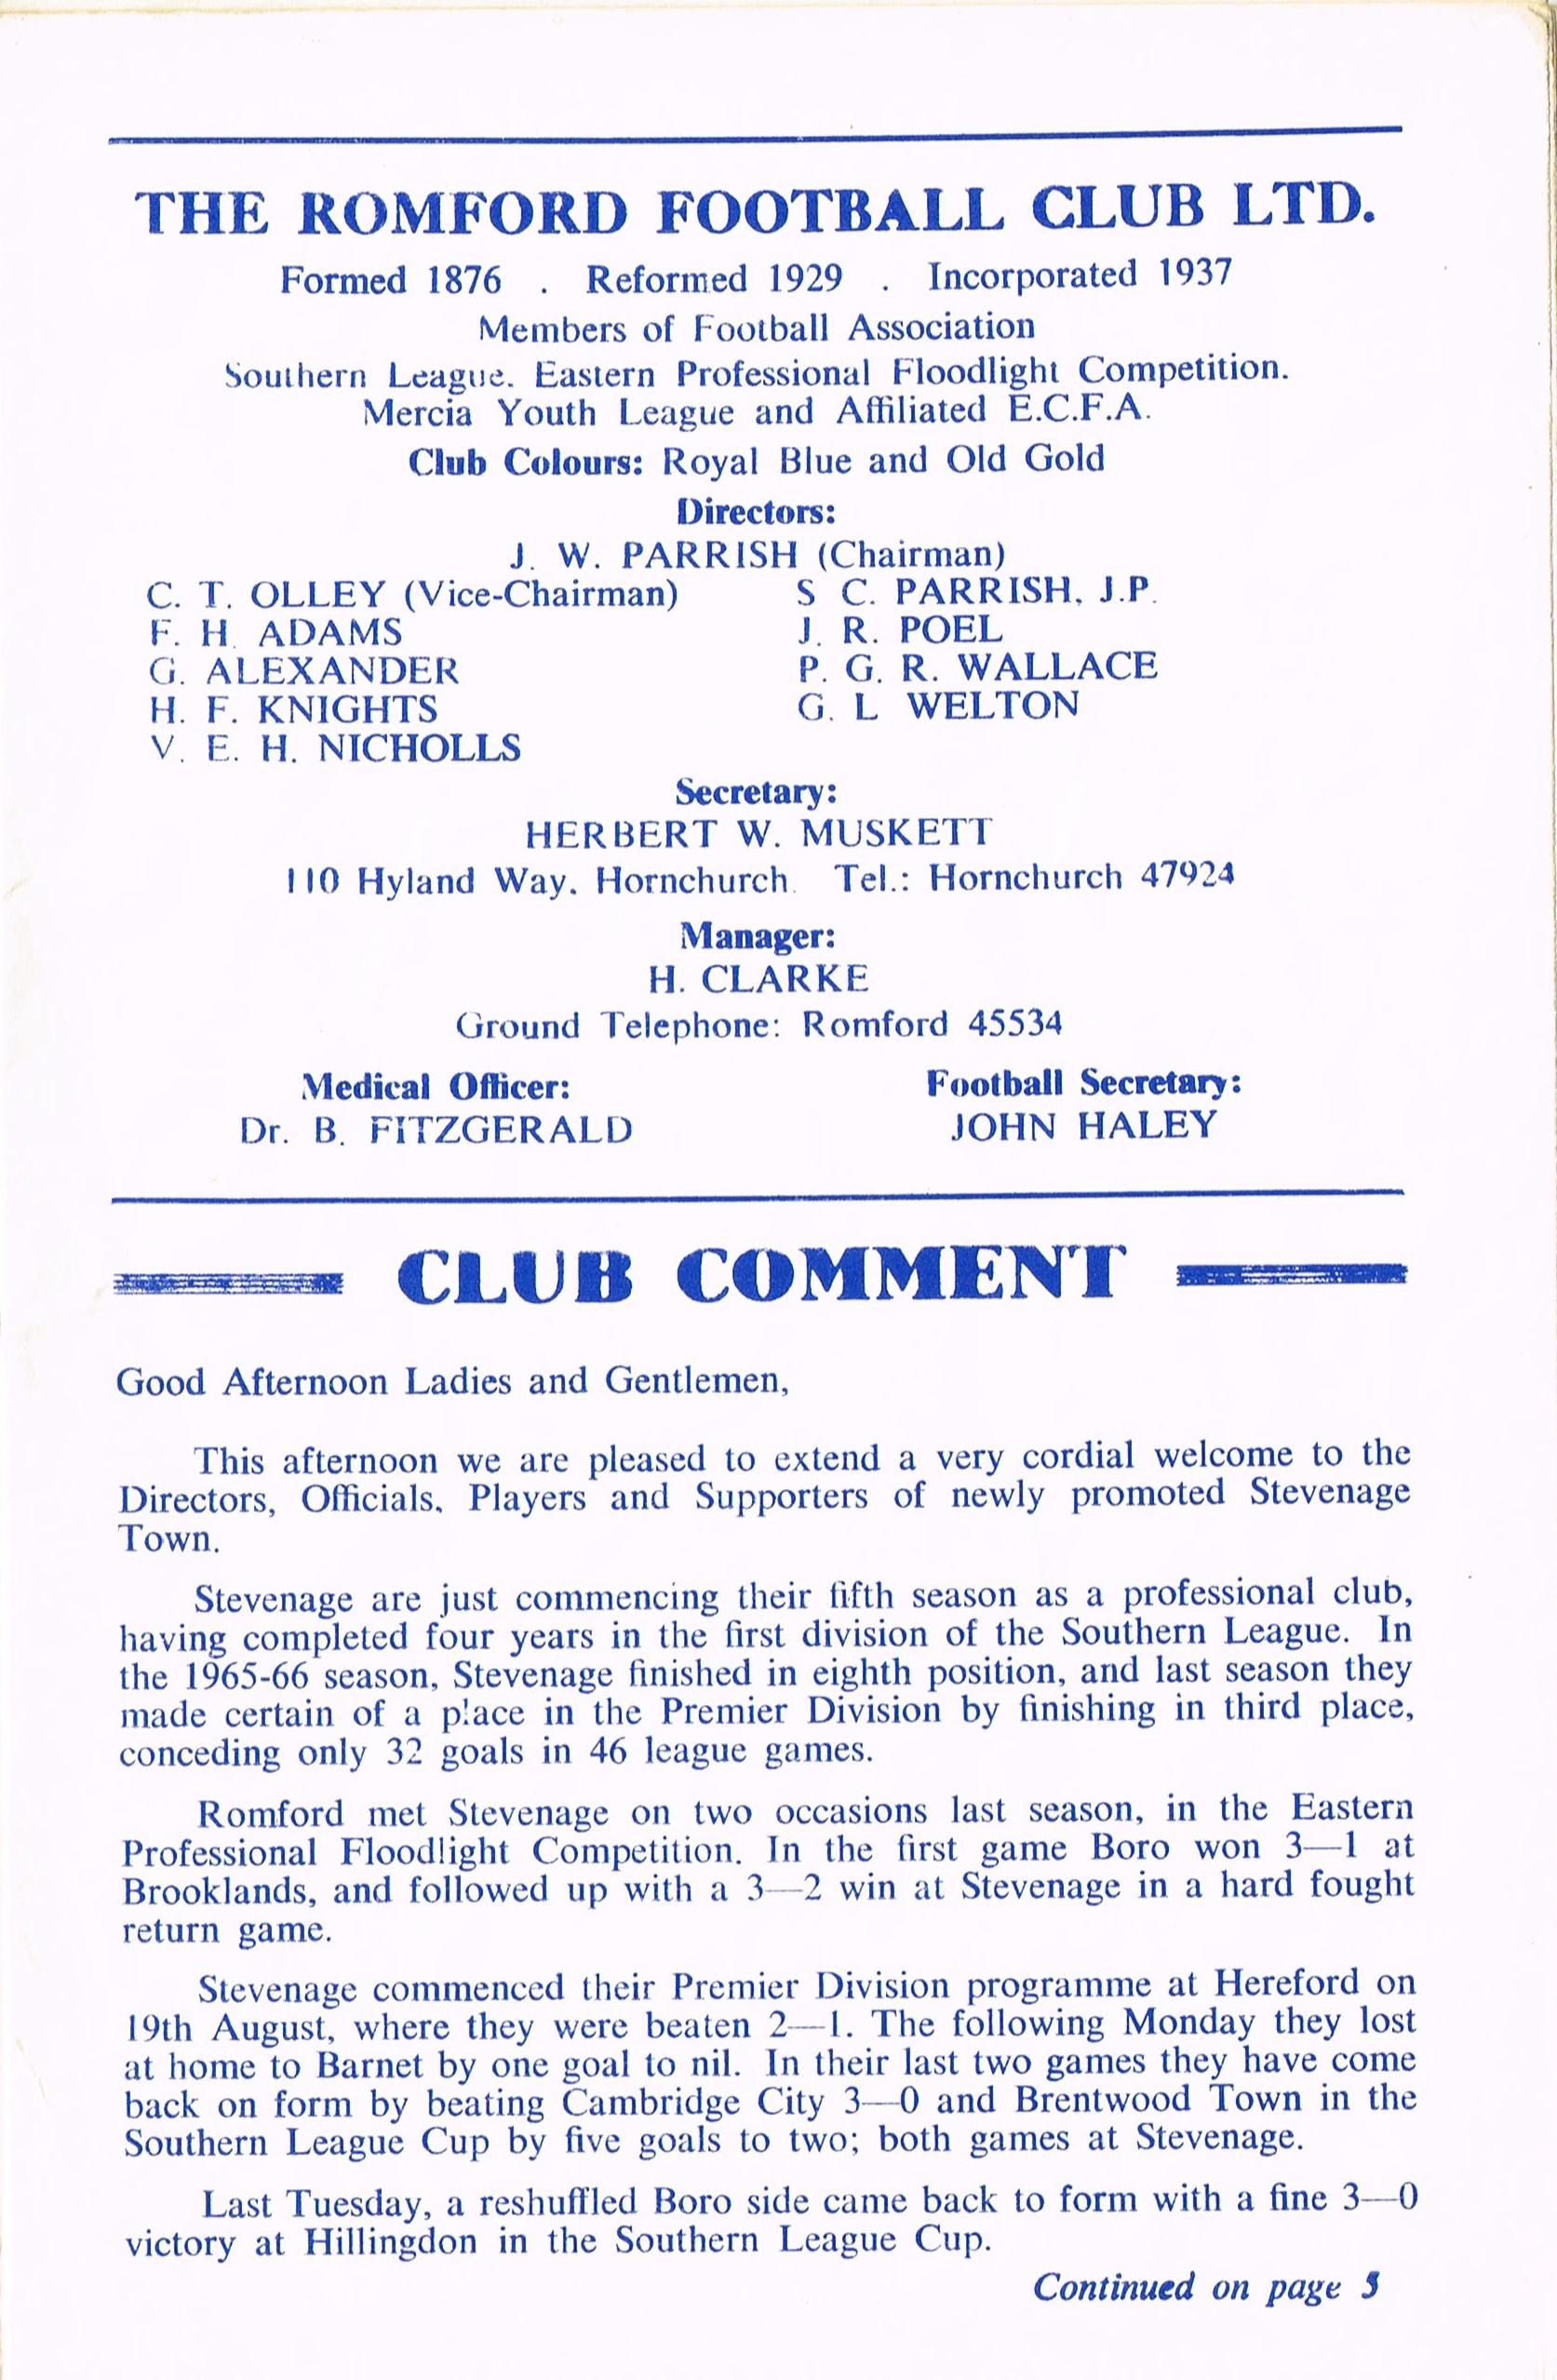 THE ROMFORD FOOTBALL CLUB LTD.
Formed 1876 . Reformed 1929 . Incorporated 1937
Members of Football Association
Southern League. Eastern Professional Floodlight Competition.
Mercia Youth League and Affiliated E.C.F.A.
Club Colours: Royal Blue and Old Gold
Directors:
J. W. PARRISH (Chairman)
C. T. OLLEY (Vice-Chairman) S C. PARRISH, J.P.
F. H. ADAMS J. R. POEL
G. ALEXANDER P. G. R. WALLACE
H. F. KNIGHTS G. L WELTON
V. E. H. NICHOLLS
Secretary:
HERBERT W. MUSKETT
110 Hyland Way, Hornchurch. Tel.: Hornchurch 47924
Manager:
H. CLARKE
Ground Telephone: Romford 45534
Medical Officer: Football Secretary:
Dr. B. FITZGERALD JOHN HALEY
CLUB COMMENT
Good Afternoon Ladies and Gentlemen,
This afternoon we are pleased to extend a very cordial welcome to the
Directors, Officials, Players and Supporters of newly promoted Stevenage
Town.
Stevenage are just commencing their fifth season as a professional club,
having completed four years in the first division of the Southern League. In
the 1965-66 season, Stevenage finished in eighth position, and last season they
made certain of a place in the Premier Division by finishing in third place,
conceding only 32 goals in 46 league games.
Romford met Stevenage on two occasions last season, in the Eastern
Professional Floodlight Competition. In the first game Boro won 3—1 at
Brooklands, and followed up with a 3—2 win at Stevenage in a hard fought
return game.
Stevenage commenced their Premier Division programme at Hereford on
19th August, where they were beaten 2—1. The following Monday they lost
at home to Barnet by one goal to nil. In their last two games they have come
back on form by beating Cambridge City 3—0 and Brentwood Town in the
Southern League Cup by five goals to two; both games at Stevenage.
Last Tuesday, a reshuffled Boro side came back to form with a fine 3—0
victory at Hillingdon in the Southern League Cup.
Continued on page 5